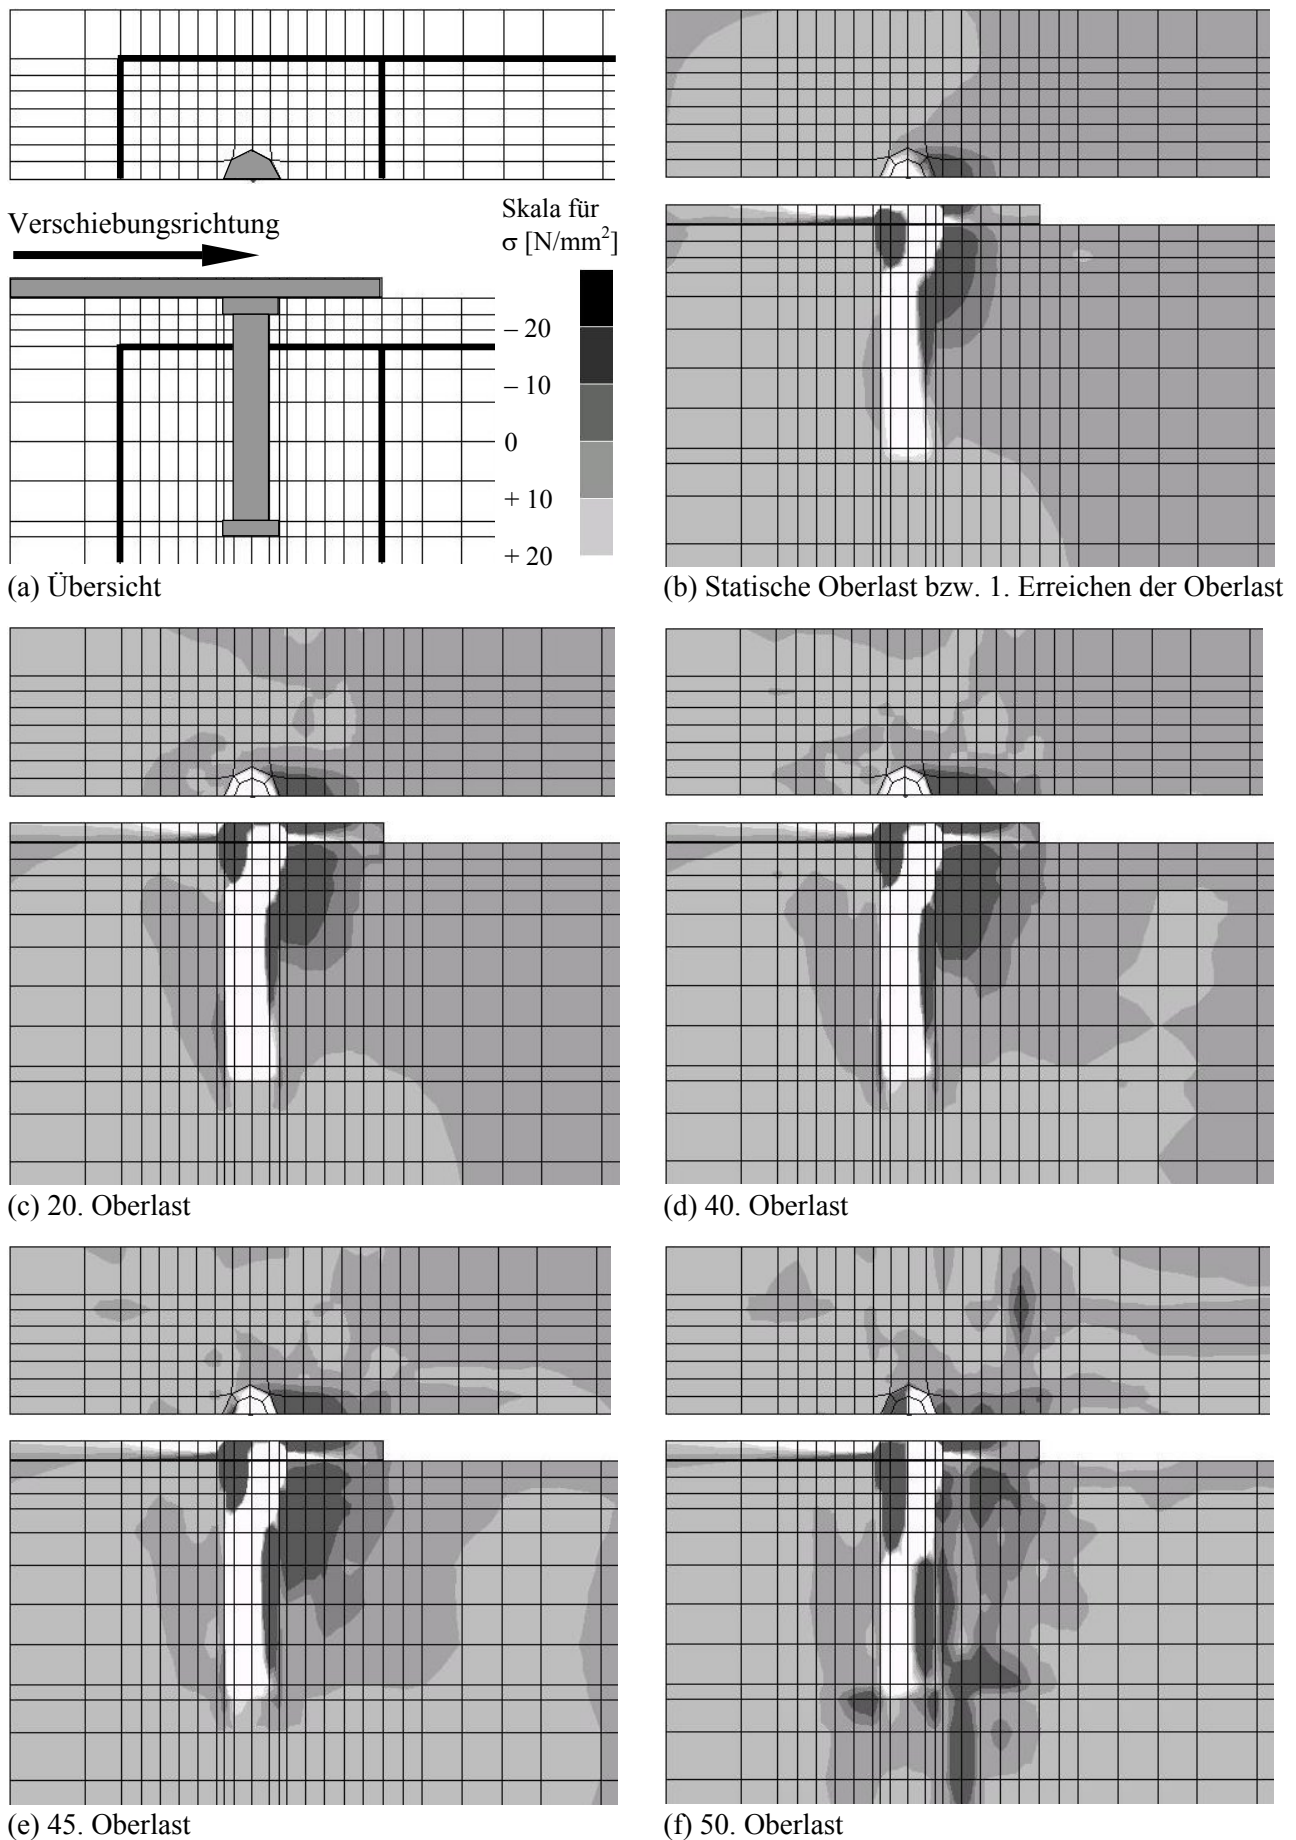 Verschiebungsrichtung
Skala für
σ [N/mm²]
– 20
– 10
0
+ 10
+ 20
(a) Übersicht
(b) Statische Oberlast bzw. 1. Erreichen der Oberlast
(c) 20. Oberlast
(d) 40. Oberlast
(e) 45. Oberlast
(f) 50. Oberlast